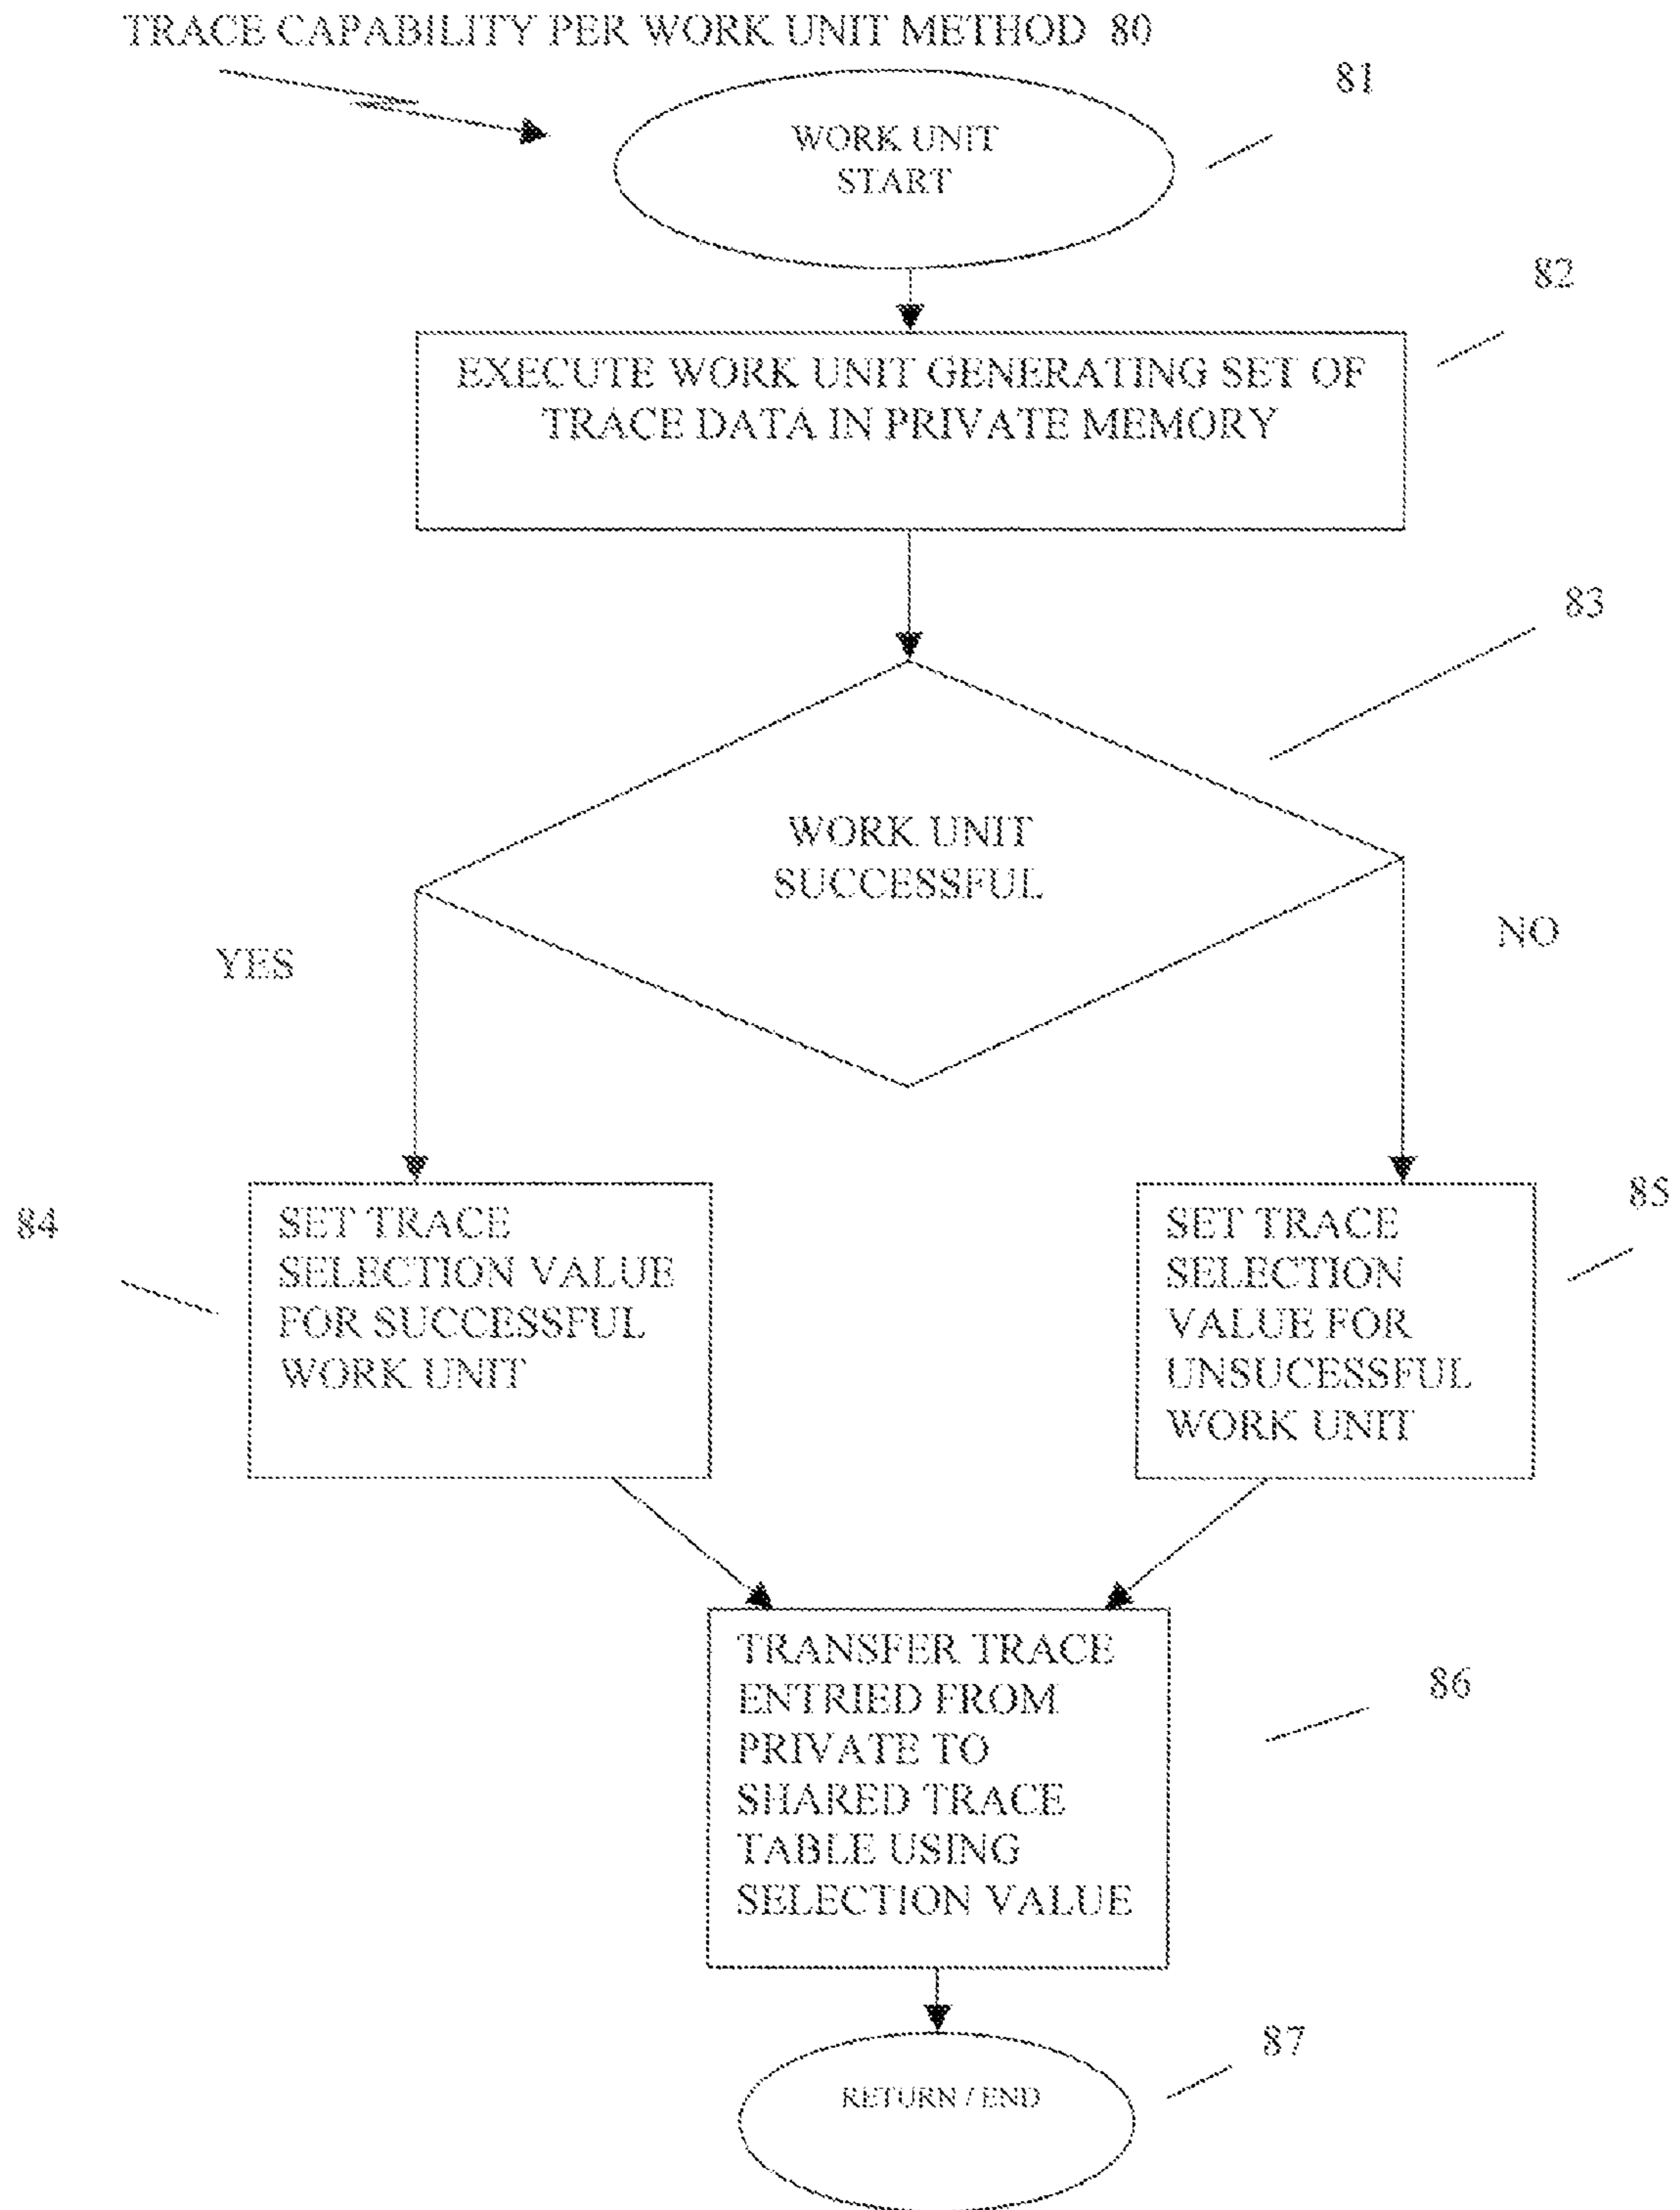 TRACE CAPABILITY PER WORK UNIT METHOD 80
81
WORK UNIT
START
82
EXECUTE WORK UNIT GENERATING SET OF
TRACE DATA IN PRIVATE MEMORY
83
WORK UNIT
SUCCESSFUL
YES
NO
84
SET TRACE
SELECTION VALUE
FOR SUCCESSFUL
WORK UNIT
85
SET TRACE
SELECTION
VALUE FOR
UNSUCESSFUL
WORK UNIT
86
TRANSFER TRACE
ENTRIED FROM
PRIVATE TO
SHARED TRACE
TABLE USING
SELECTION VALUE
87
RETURN / END